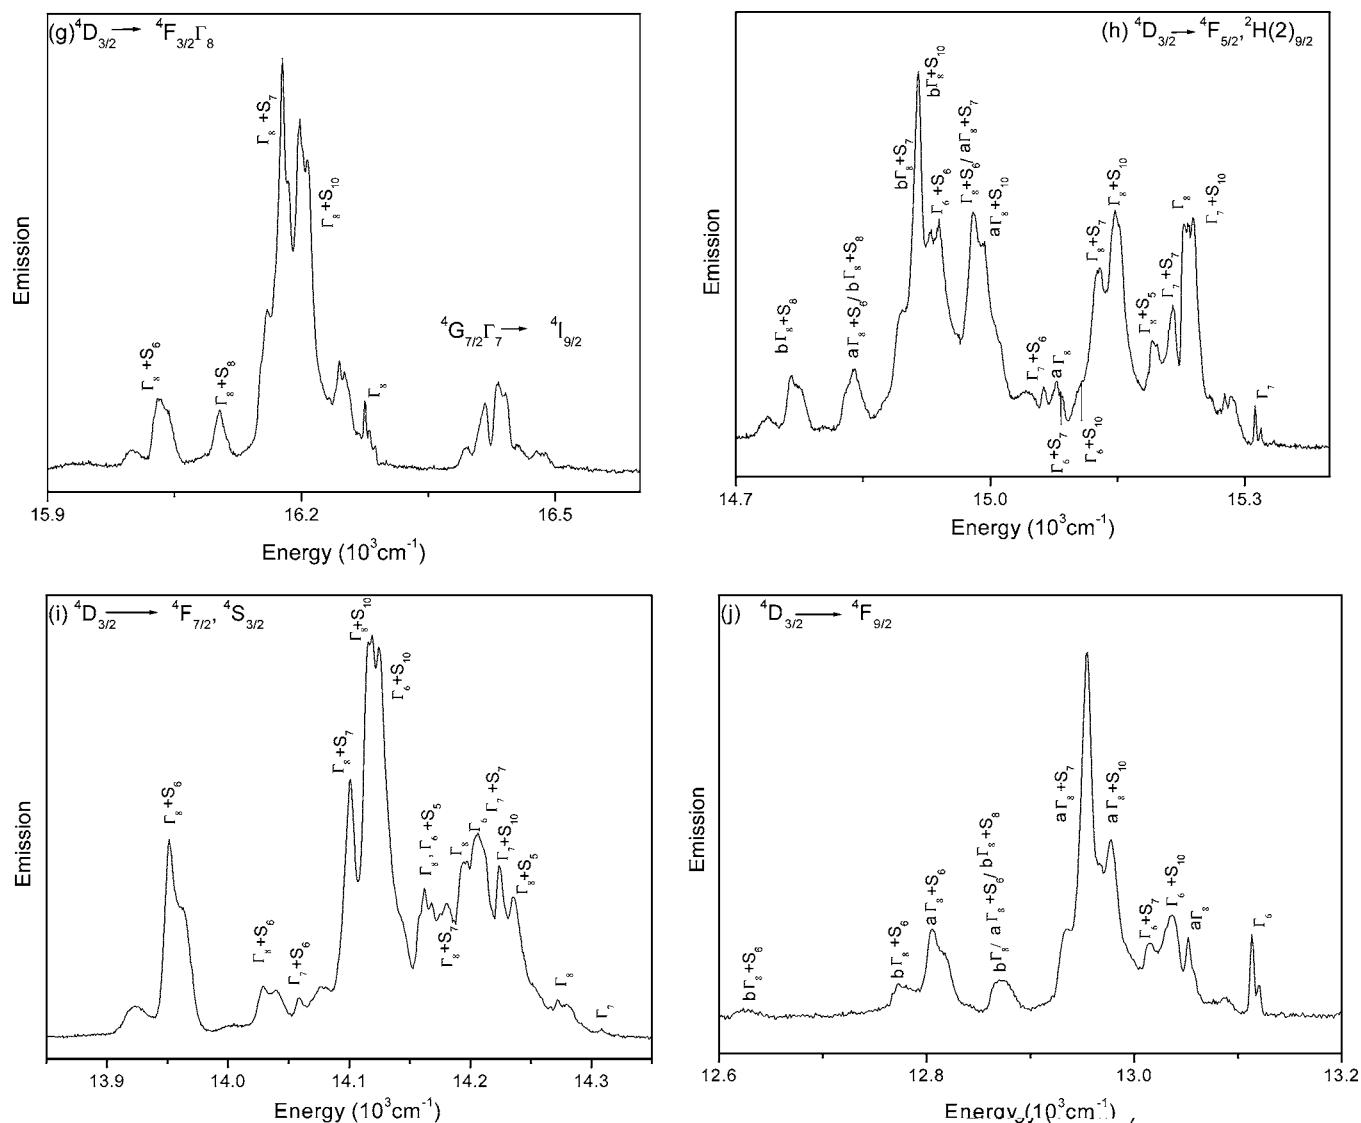 (g) ⁴D₃/₂ → ⁴F₃/₂Γ₈
Γ₈+S₆
Γ₈+S₈
Γ₈+S₇
Γ₈+S₁₀
Γ₈
⁴G₇/₂Γ₇ → ⁴I₉/₂
Emission
15.9 16.2 16.5
Energy (10³cm⁻¹)
(h) ⁴D₃/₂ → ⁴F₅/₂, ²H(2)₉/₂
bΓ₈+S₈
aΓ₈+S₆/bΓ₈+S₈
bΓ₈+S₇
bΓ₈+S₁₀
Γ₆+S₆
Γ₈+S₆/aΓ₈+S₇
aΓ₈+S₁₀
Γ₇+S₆
aΓ₈
Γ₆+S₇
Γ₆+S₁₀
Γ₈+S₇
Γ₈+S₁₀
Γ₈+S₅
Γ₇+S₇
Γ₈
Γ₇+S₁₀
Γ₇
Emission
14.7 15.0 15.3
Energy (10³cm⁻¹)
(i) ⁴D₃/₂ → ⁴F₇/₂, ⁴S₃/₂
Γ₈+S₆
Γ₈+S₆
Γ₇+S₆
Γ₈+S₇
Γ₈+S₁₀
Γ₆+S₁₀
Γ₈, Γ₆+S₅
Γ₈+S₇
Γ₈
Γ₆
Γ₇+S₇
Γ₇+S₁₀
Γ₈+S₅
Γ₈
Γ₇
Emission
13.9 14.0 14.1 14.2 14.3
Energy (10³cm⁻¹)
(j) ⁴D₃/₂ → ⁴F₉/₂
bΓ₈+S₆
bΓ₈+S₆
aΓ₈+S₆
bΓ₈/aΓ₈+S₆/bΓ₈+S₈
aΓ₈+S₇
aΓ₈+S₁₀
Γ₆+S₇
Γ₆+S₁₀
aΓ₈
Γ₆
Emission
12.6 12.8 13.0 13.2
Energy (10³cm⁻¹)